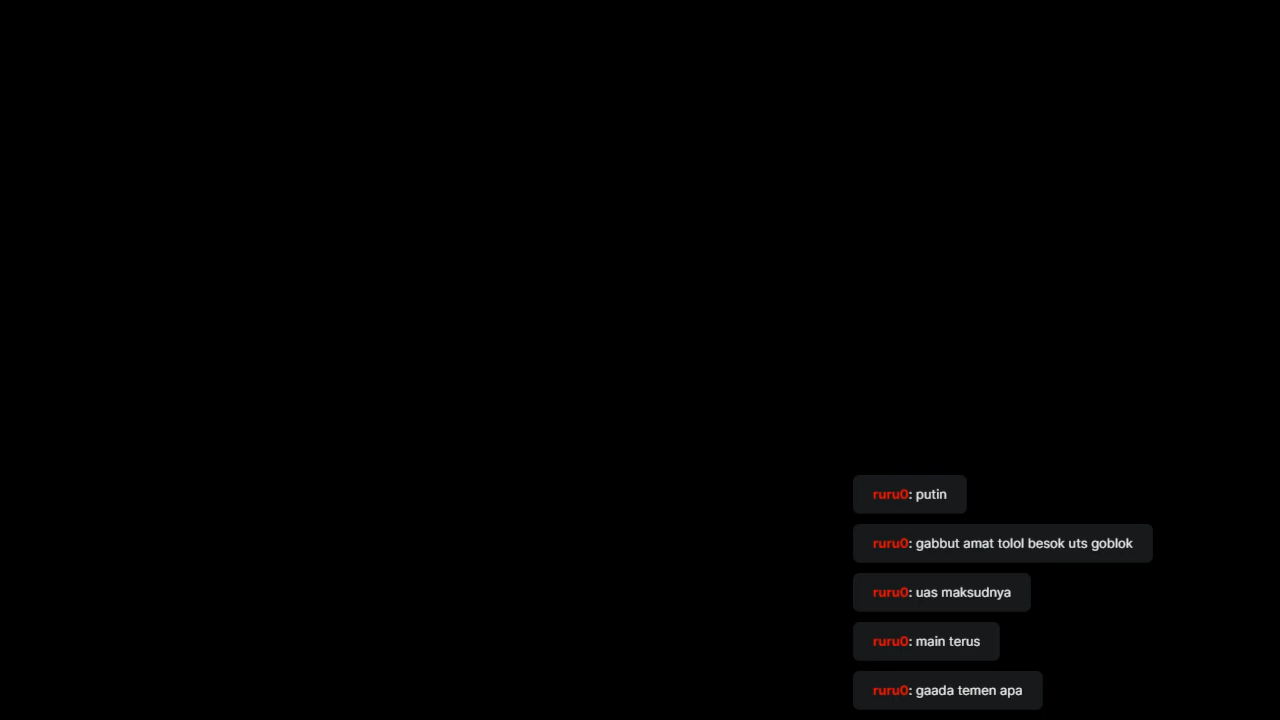 ruru0: putin
ruru0: gabbut amat tolol besok uts goblok
ruru0: uas maksudnya
ruru0: main terus
ruru0: gaada temen apa